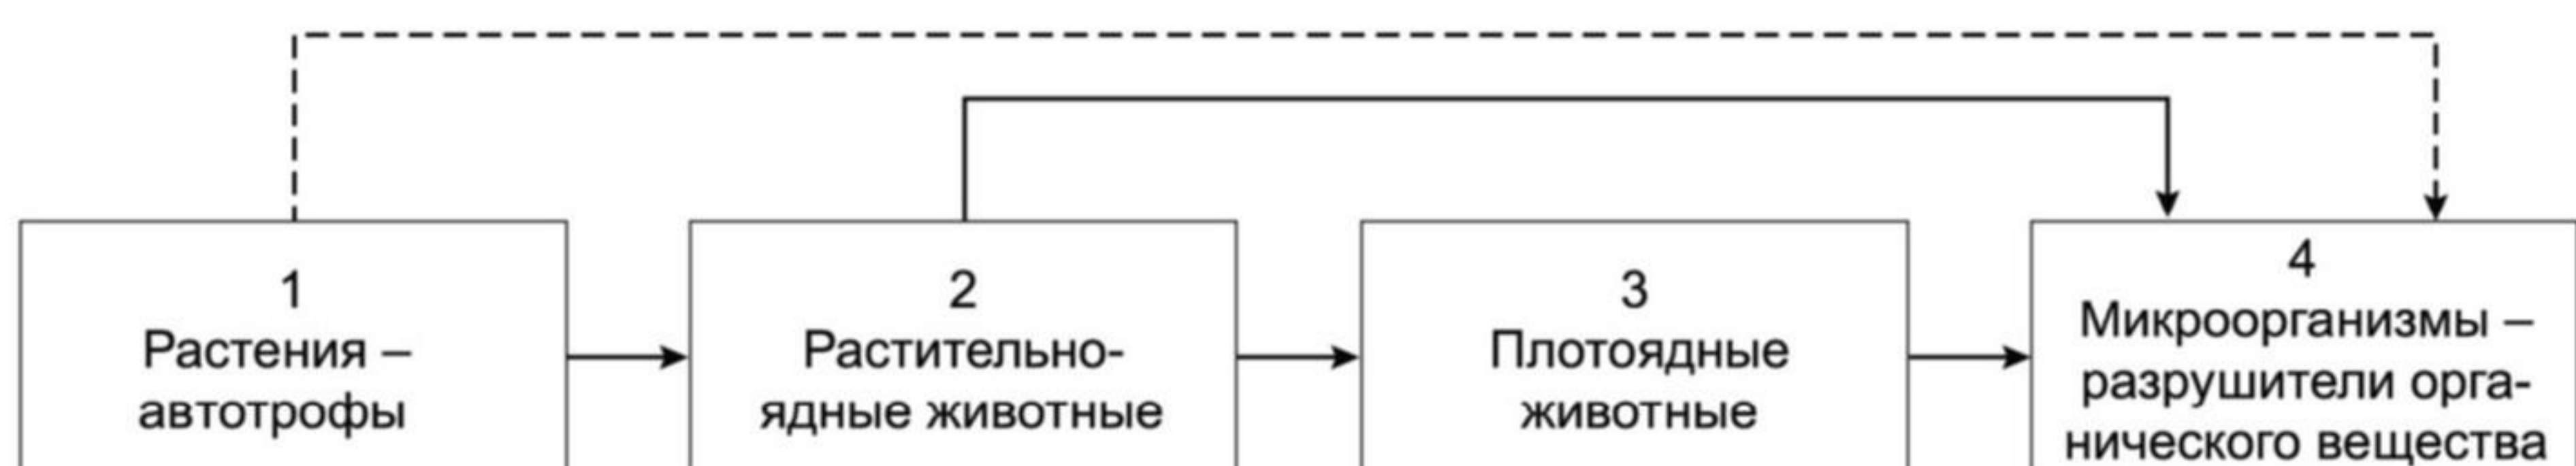 1
Растения –
автотрофы
2
Растительно-
ядные животные
3
Плотоядные
животные
4
Микроорганизмы –
разрушители орга-
нического вещества